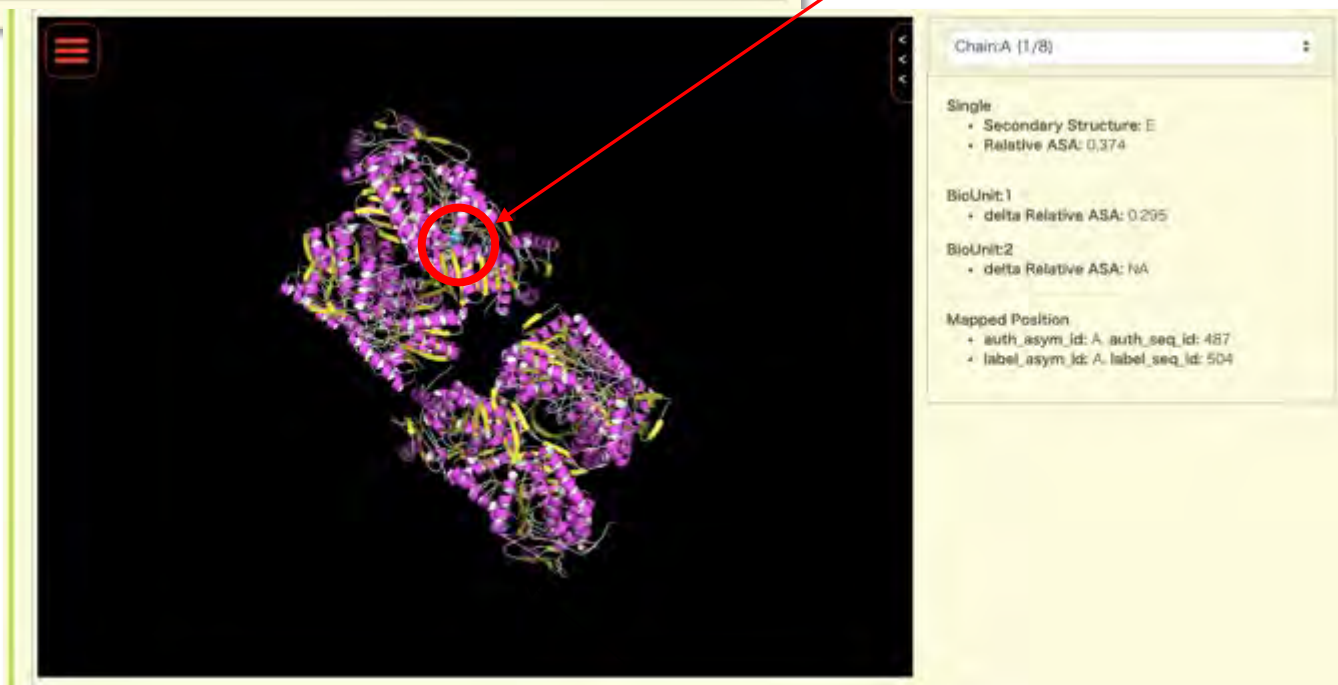 <
<
<
Chain:A (1/8)
Single
• Secondary Structure: E
• Relative ASA: 0.374
BioUnit:1
• delta Relative ASA: 0.295
BioUnit:2
• delta Relative ASA: NA
Mapped Position
• auth_asym_id: A. auth_seq_id: 487
• label_asym_id: A. label_seq_id: 504